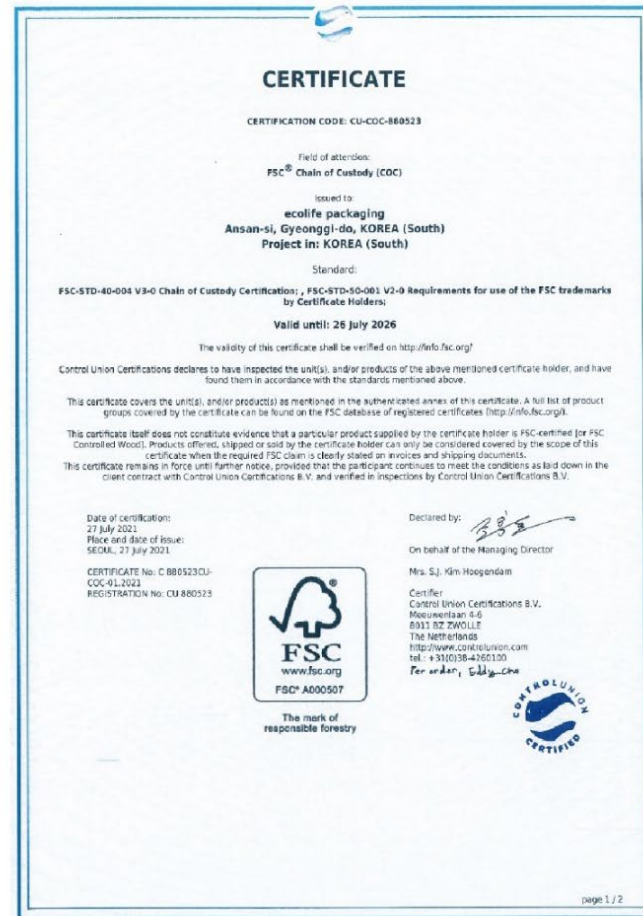 CERTIFICATE
CERTIFICATION CODE: CU-COC-880523
Field of attention:
FSC® Chain of Custody (COC)
Issued to:
ecolife packaging
Ansan-si, Gyeonggi-do, KOREA (South)
Project in: KOREA (South)
Standard:
FSC-STD-40-004 V3-0 Chain of Custody Certification; , FSC-STD-50-001 V2-0 Requirements for use of the FSC trademarks
by Certificate Holders;
Valid until: 26 July 2026
The validity of this certificate shall be verified on http://info.fsc.org/
Control Union Certifications declares to have inspected the unit(s), and/or products of the above mentioned certificate holder, and have
found them in accordance with the standards mentioned above.
This certificate covers the unit(s), and/or product(s) as mentioned in the authenticated annex of this certificate. A full list of product
groups covered by the certificate can be found on the FSC database of registered certificates (http://info.fsc.org/).
This certificate itself does not constitute evidence that a particular product supplied by the certificate holder is FSC-certified [or FSC
Controlled Wood]. Products offered, shipped or sold by the certificate holder can only be considered covered by the scope of this
certificate when the required FSC claim is clearly stated on invoices and shipping documents.
This certificate remains in force until further notice, provided that the participant continues to meet the conditions as laid down in the
client contract with Control Union Certifications B.V. and verified in inspections by Control Union Certifications B.V.
Date of certification:
27 July 2021
Place and date of issue:
SEOUL, 27 July 2021
CERTIFICATE No: C 880523CU-
COC-01.2021
REGISTRATION No: CU 880523
FSC
www.fsc.org
FSC® A000507
The mark of
responsible forestry
Declared by:
On behalf of the Managing Director
Mrs. S.J. Kim Hoogendam
Certifier
Control Union Certifications B.V.
Meeuwenlaan 4-6
8011 BZ ZWOLLE
The Netherlands
http://www.controlunion.com
tel.: +31(0)38-4260100
Per order, Eddy Cho
CONTROLUNION
CERTIFIED
page 1 / 2